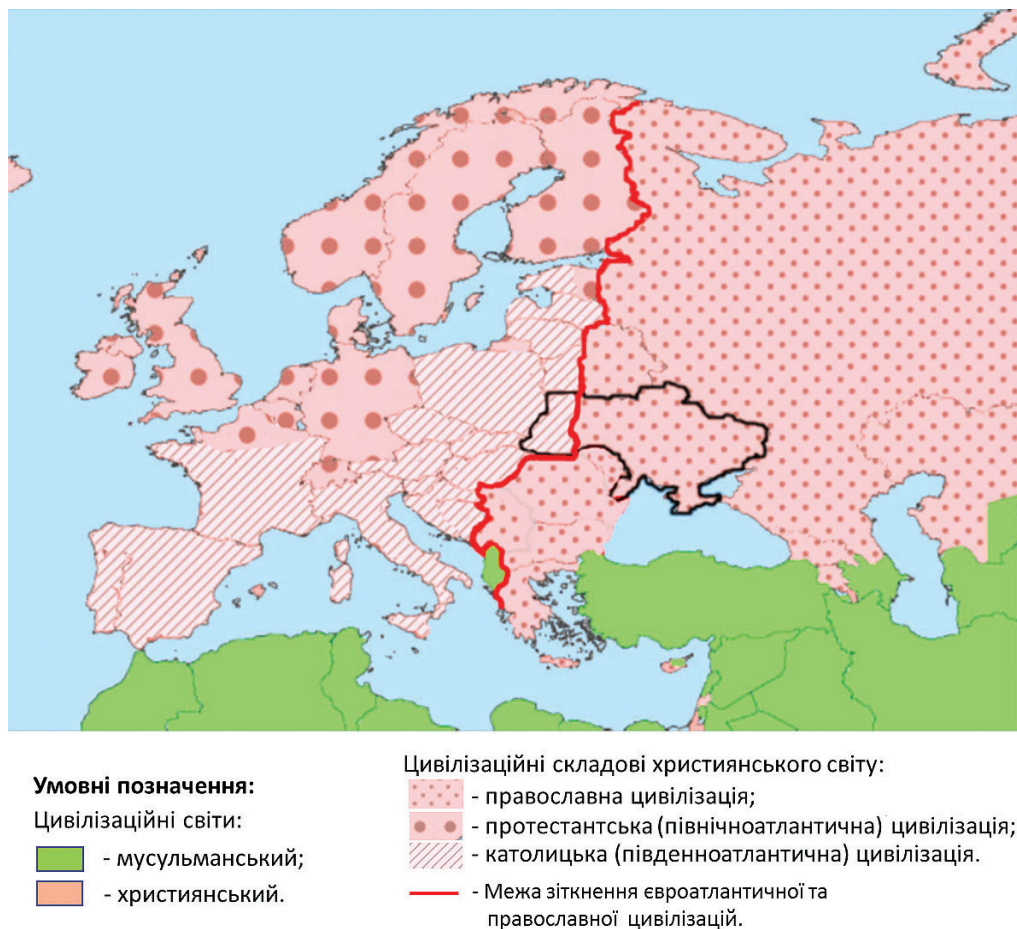 Умовні позначення:
Цивілізаційні світи:
- мусульманський;
- християнський.
Цивілізаційні складові християнського світу:
- православна цивілізація;
- протестантська (північноатлантична) цивілізація;
- католицька (південноатлантична) цивілізація.
- Межа зіткнення євроатлантичної та
православної цивілізацій.